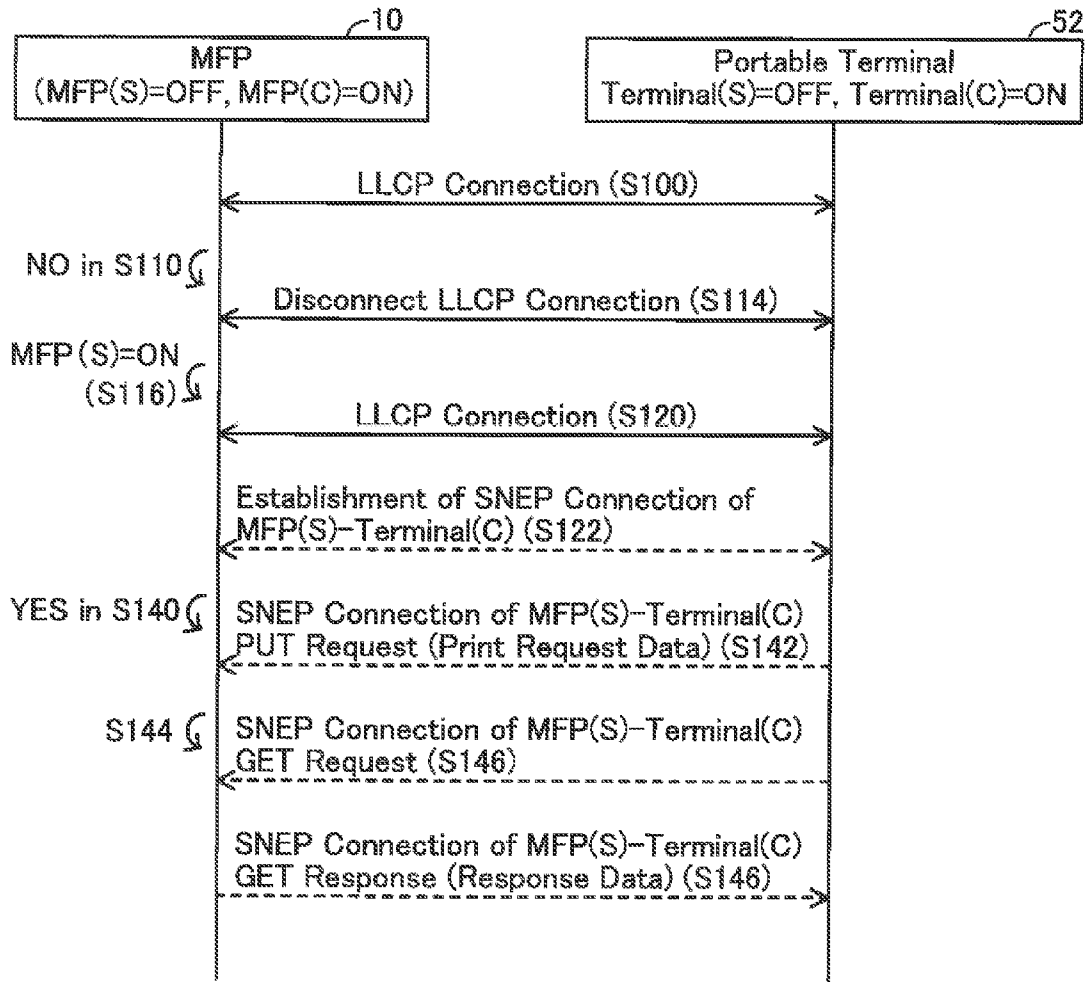 10
MFP
(MFP(S)=OFF, MFP(C)=ON)
52
Portable Terminal
Terminal(S)=OFF, Terminal(C)=ON
LLCP Connection (S100)
NO in S110
Disconnect LLCP Connection (S114)
MFP(S)=ON
(S116)
LLCP Connection (S120)
Establishment of SNEP Connection of
MFP(S)-Terminal(C) (S122)
YES in S140
SNEP Connection of MFP(S)-Terminal(C)
PUT Request (Print Request Data) (S142)
S144
SNEP Connection of MFP(S)-Terminal(C)
GET Request (S146)
SNEP Connection of MFP(S)-Terminal(C)
GET Response (Response Data) (S146)